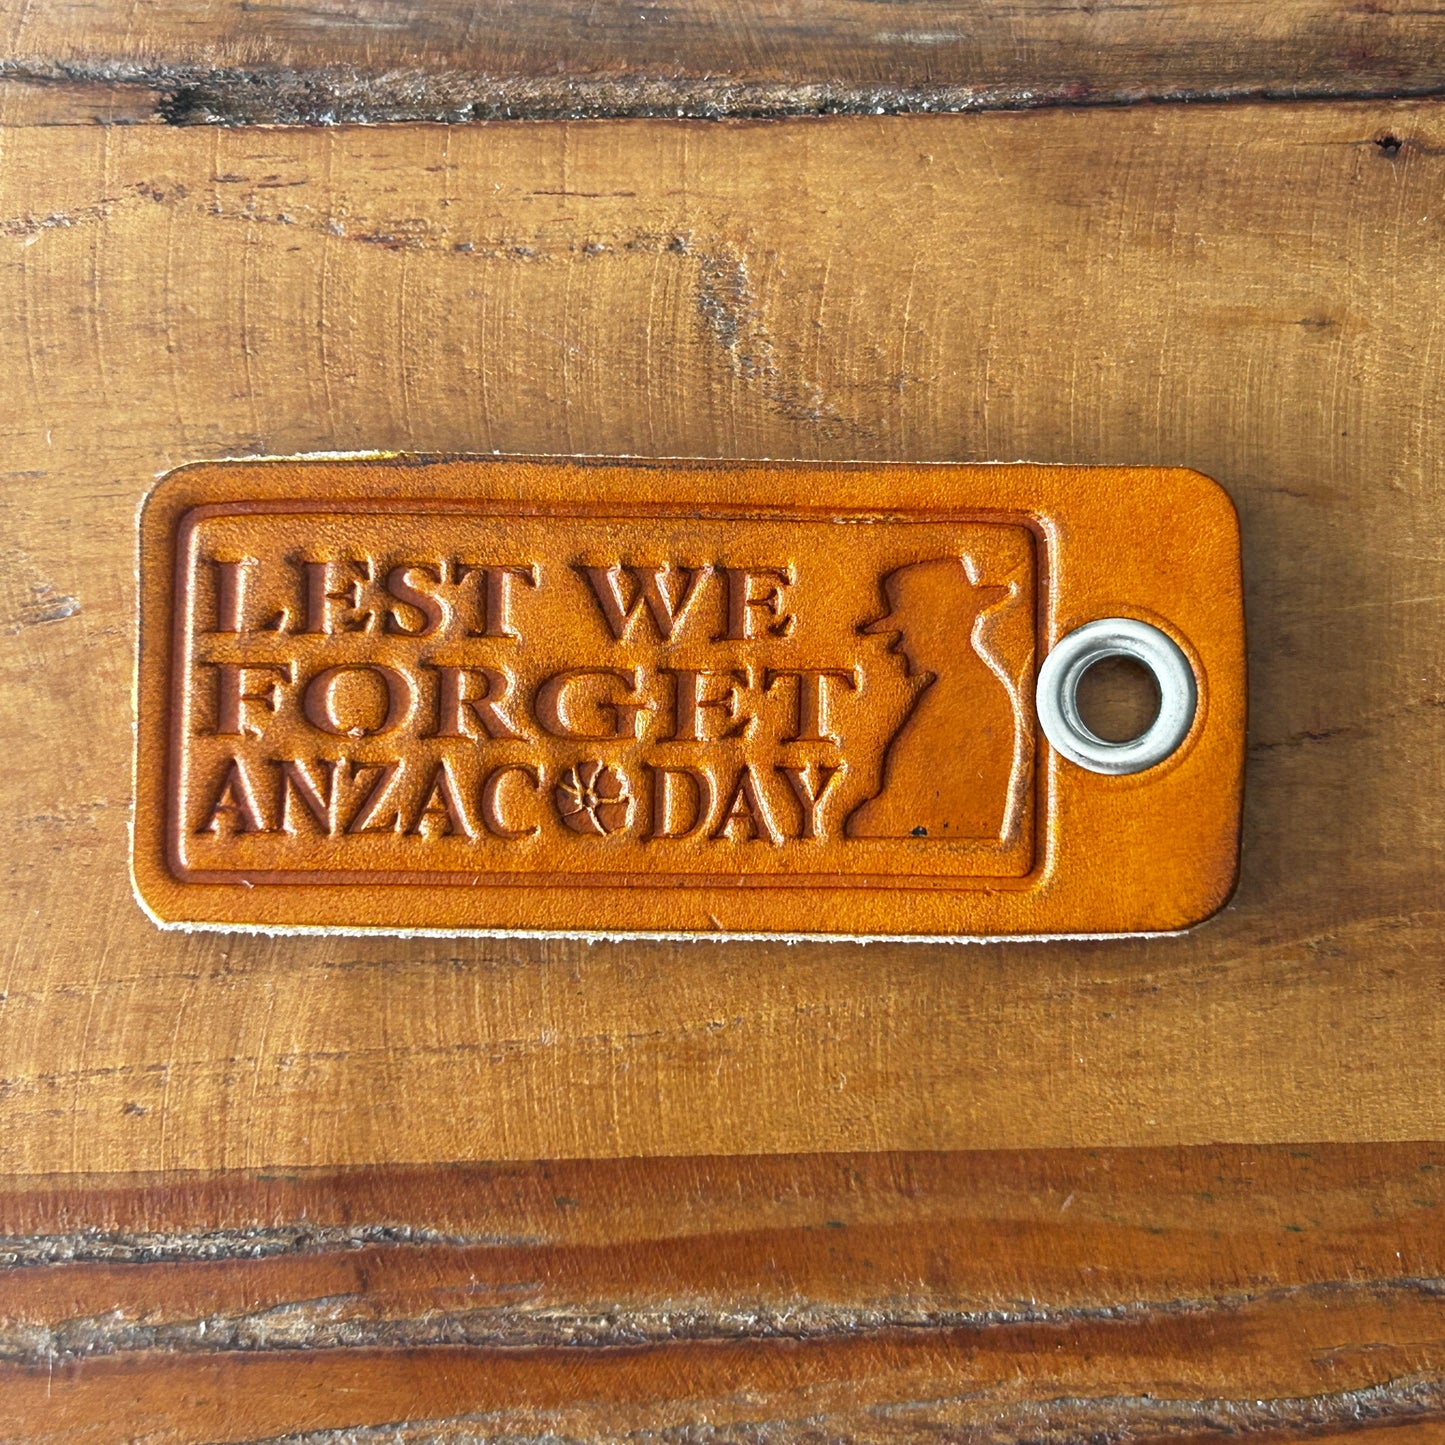 LEST WE
FORGET
ANZAC DAY